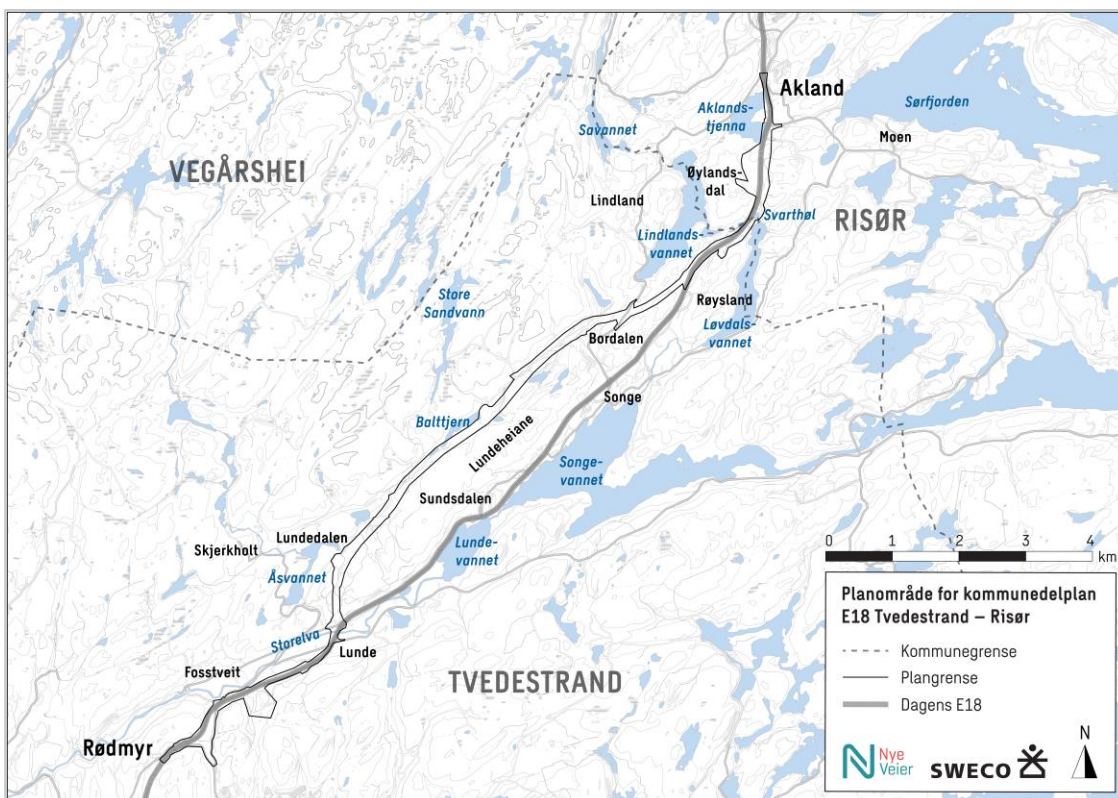 Akland
Sørfjorden
Aklands-
tjenna
Moen
Savannet
VEGÅRSHEI
Øylands-
dal
Lindland
Svarthøl
RISØR
Lindlands-
vannet
Store
Sandvann
Røysland
Løvdals-
vannet
Bordalen
Songe
Balttjern
Lundeheiane
Songe-
vannet
Sundsdalen
Lundedalen
Lunde-
vannet
Skjerkholt
Åsvannet
Storelva
Lunde
Fosstveit
TVEDESTRAND
Rødmyr
0 1 2 3 4
km
Planområde for kommunedelplan
E18 Tvedestrand – Risør
Kommunegrense
Plangrense
Dagens E18
N
Nye
Veier
SWECO